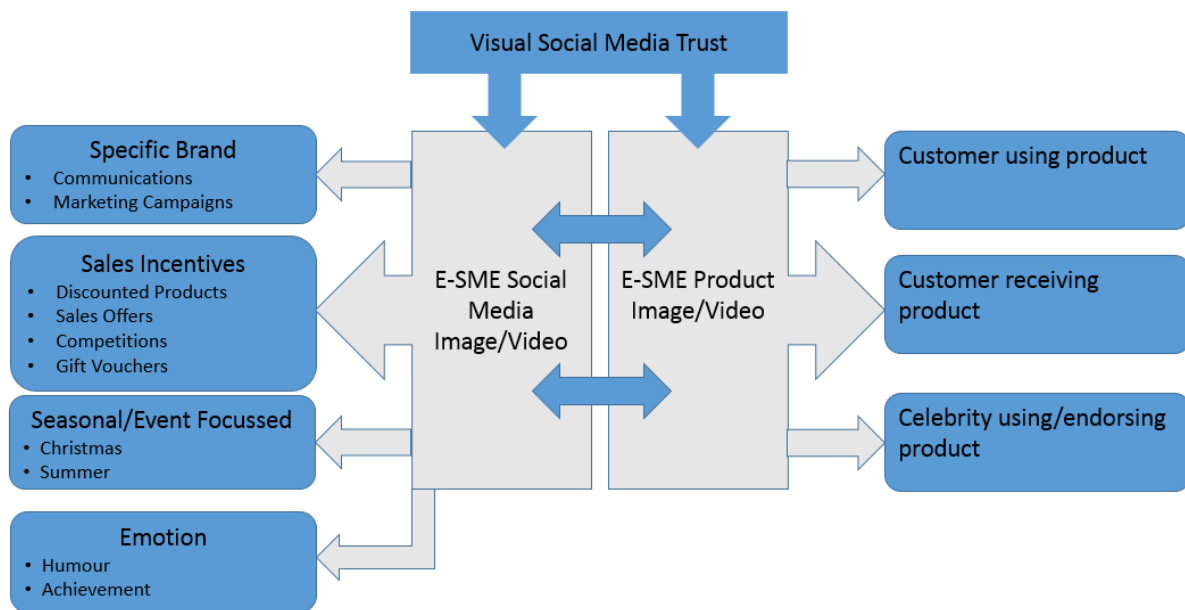 Visual Social Media Trust
Specific Brand
• Communications
• Marketing Campaigns
Sales Incentives
• Discounted Products
• Sales Offers
• Competitions
• Gift Vouchers
Seasonal/Event Focussed
• Christmas
• Summer
Emotion
• Humour
• Achievement
E-SME Social
Media
Image/Video
E-SME Product
Image/Video
Customer using product
Customer receiving
product
Celebrity using/endorsing
product